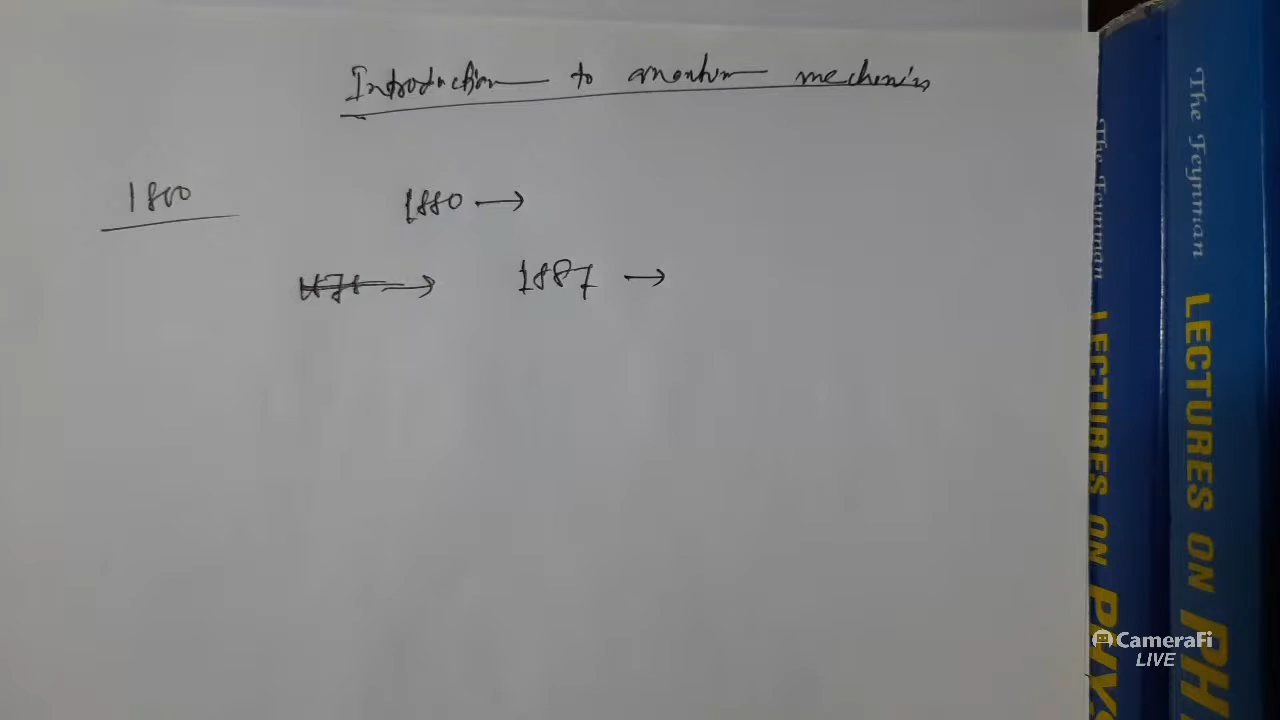 Introduction to quantum mechanics
1800
1880 →
→ 1887 →
The Feynman
LECTURES ON PHYS
The Feynman
LECTURES ON PH
CameraFi
LIVE